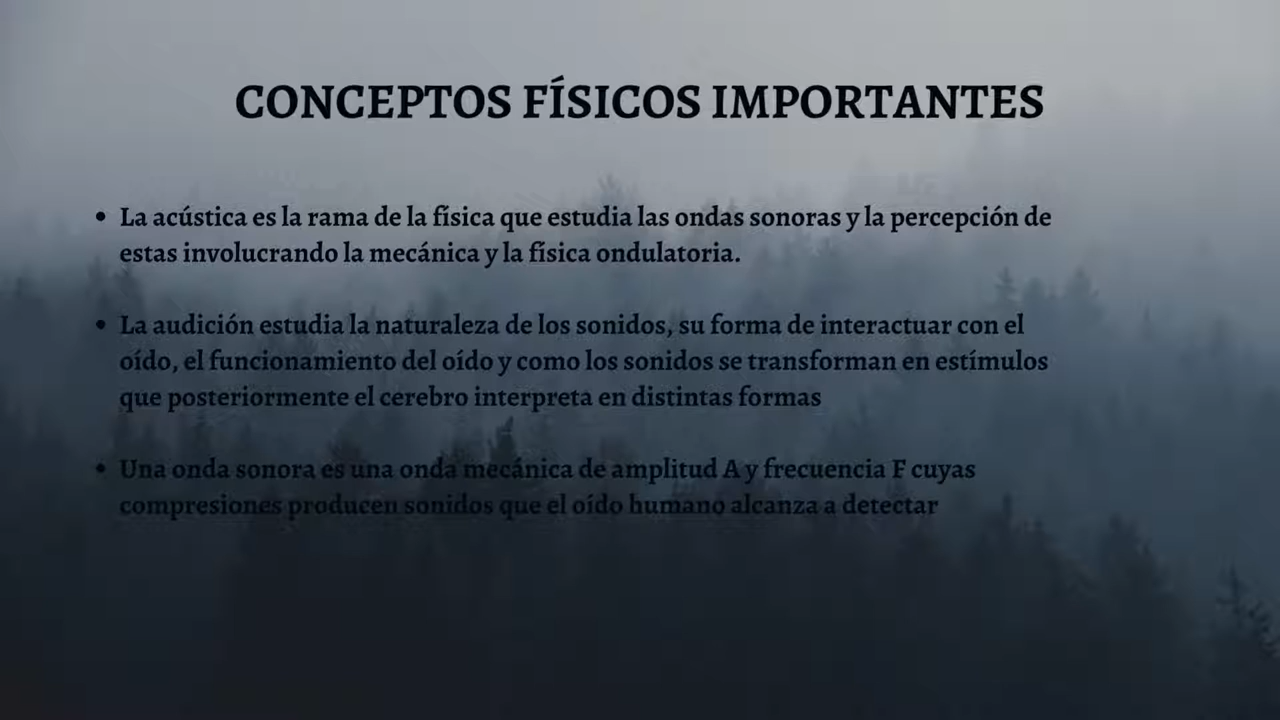 CONCEPTOS FÍSICOS IMPORTANTES
• La acústica es la rama de la física que estudia las ondas sonoras y la percepción de
estas involucrando la mecánica y la física ondulatoria.
• La audición estudia la naturaleza de los sonidos, su forma de interactuar con el
oído, el funcionamiento del oído y como los sonidos se transforman en estímulos
que posteriormente el cerebro interpreta en distintas formas
• Una onda sonora es una onda mecánica de amplitud A y frecuencia F cuyas
compresiones producen sonidos que el oído humano alcanza a detectar